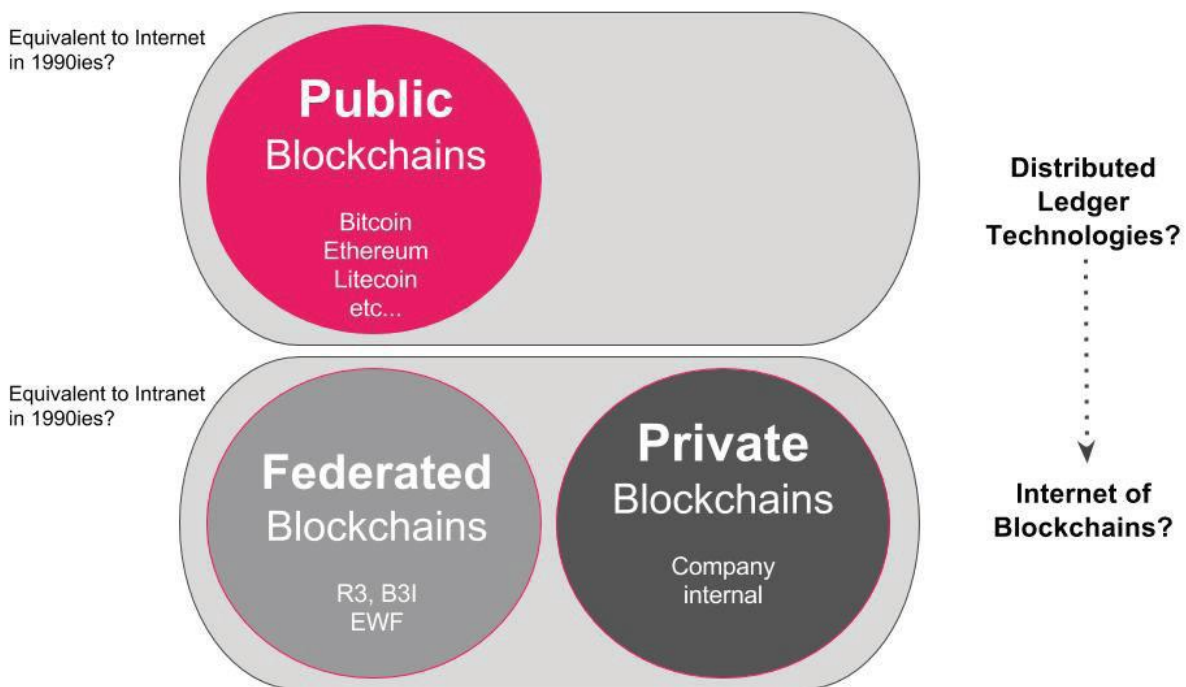 Equivalent to Internet
in 1990ies?
Public
Blockchains
Bitcoin
Ethereum
Litecoin
etc...
Distributed
Ledger
Technologies?
Equivalent to Intranet
in 1990ies?
Federated
Blockchains
R3, B3I
EWF
Private
Blockchains
Company
internal
Internet of
Blockchains?